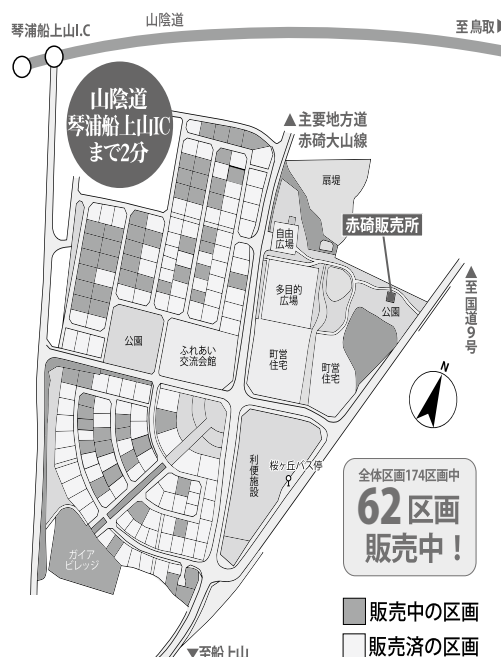 琴浦船上山I.C
山陰道
至鳥取
山陰道
琴浦船上山IC
まで2分
▲主要地方道
赤碕大山線
扇堤
赤碕販売所
自由
広場
多目的
広場
公園
▲至国道9号
公園
ふれあい
交流会館
町営
住宅
町営
住宅
N
利便施設
桜ヶ丘バス停
全体区画174区画中
62区画
販売中！
ガイア
ビレッジ
販売中の区画
販売済の区画
▼至船上山